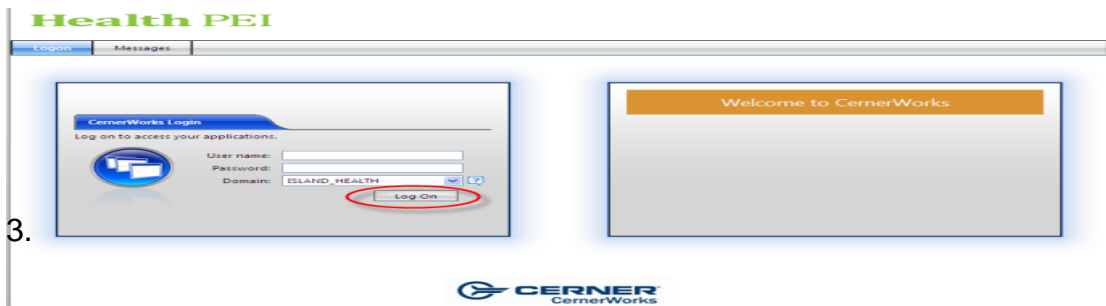 Health PEI
Logon Messages
CernerWorks Login
Log on to access your applications.
User name:
Password:
Domain: ISLAND_HEALTH ?
Log On
Welcome to CernerWorks
3.
CERNER
CernerWorks